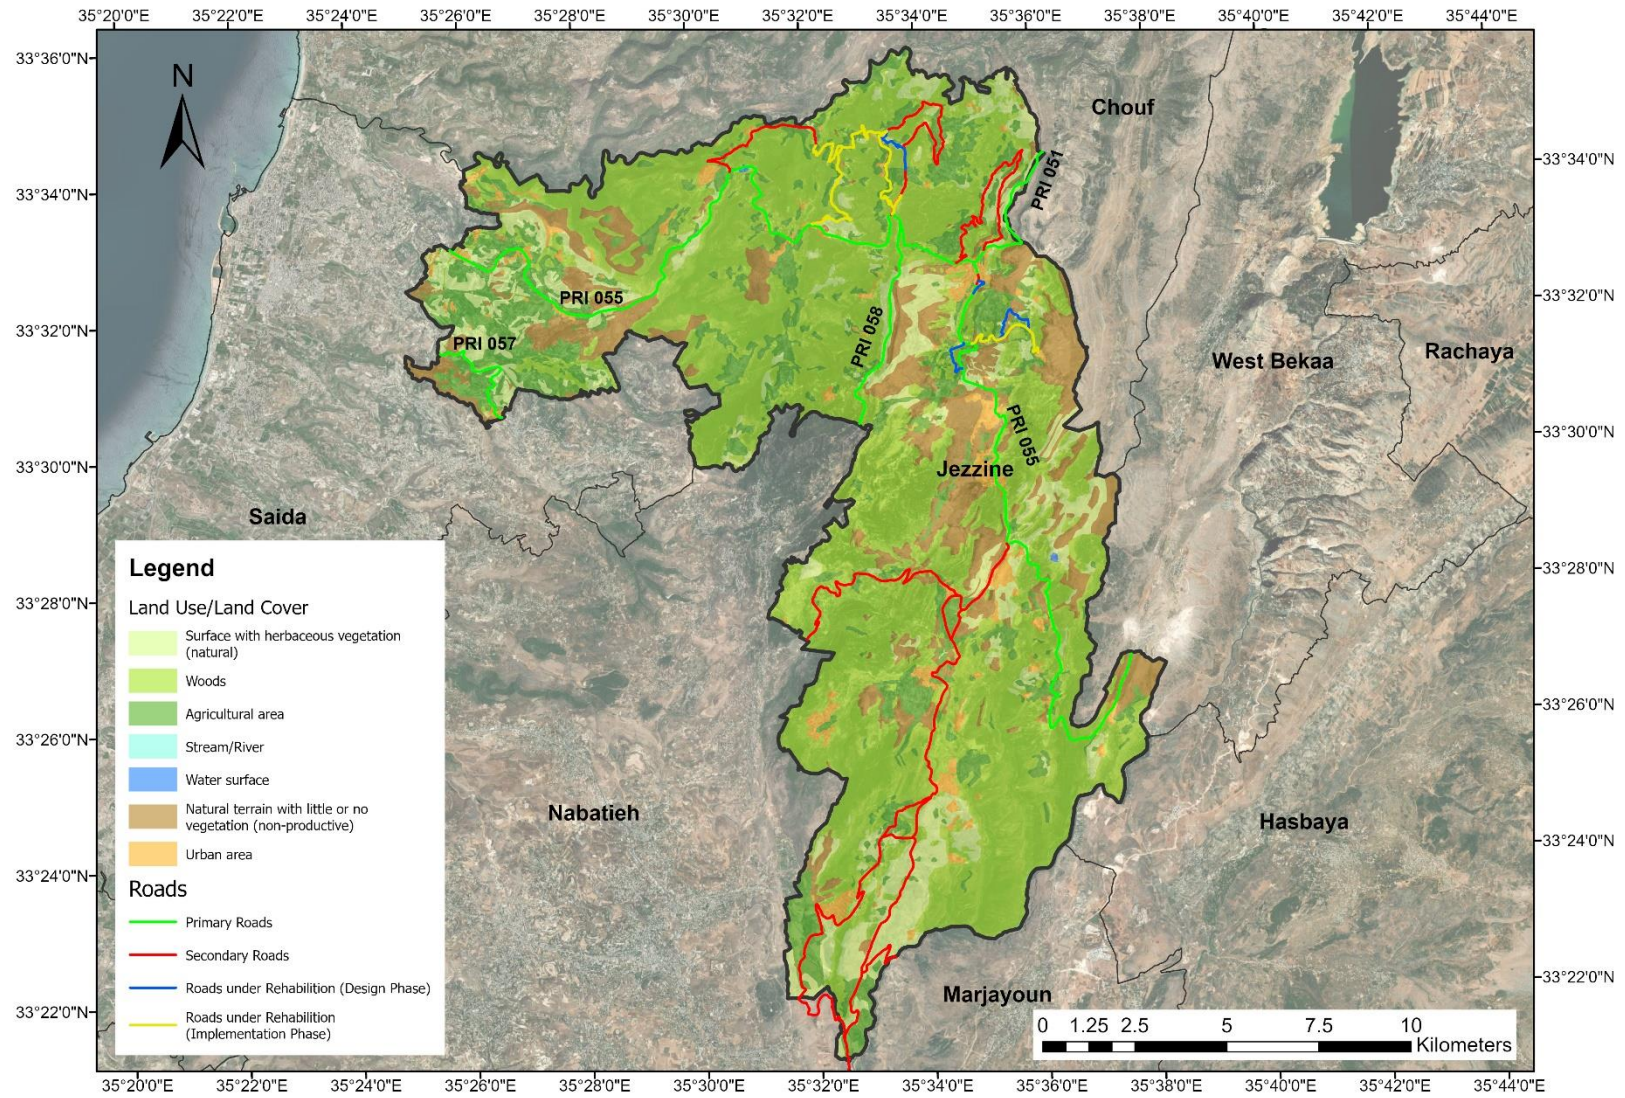 35°20'0"E 35°22'0"E 35°24'0"E 35°26'0"E 35°28'0"E 35°30'0"E 35°32'0"E 35°34'0"E 35°36'0"E 35°38'0"E 35°40'0"E 35°42'0"E 35°44'0"E
33°36'0"N
33°34'0"N
33°32'0"N
33°30'0"N
33°28'0"N
33°26'0"N
33°24'0"N
33°22'0"N
N
Chouf
PRI 051
PRI 055
PRI 058
PRI 057
West Bekaa
Rachaya
PRI 055
Jezzine
Saida
Nabatieh
Hasbaya
Marjayoun
Legend
Land Use/Land Cover
Surface with herbaceous vegetation
(natural)
Woods
Agricultural area
Stream/River
Water surface
Natural terrain with little or no
vegetation (non-productive)
Urban area
Roads
Primary Roads
Secondary Roads
Roads under Rehabilition (Design Phase)
Roads under Rehabilition
(Implementation Phase)
0 1.25 2.5 5 7.5 10
Kilometers
33°34'0"N
33°32'0"N
33°30'0"N
33°28'0"N
33°26'0"N
33°24'0"N
33°22'0"N
35°20'0"E 35°22'0"E 35°24'0"E 35°26'0"E 35°28'0"E 35°30'0"E 35°32'0"E 35°34'0"E 35°36'0"E 35°38'0"E 35°40'0"E 35°42'0"E 35°44'0"E